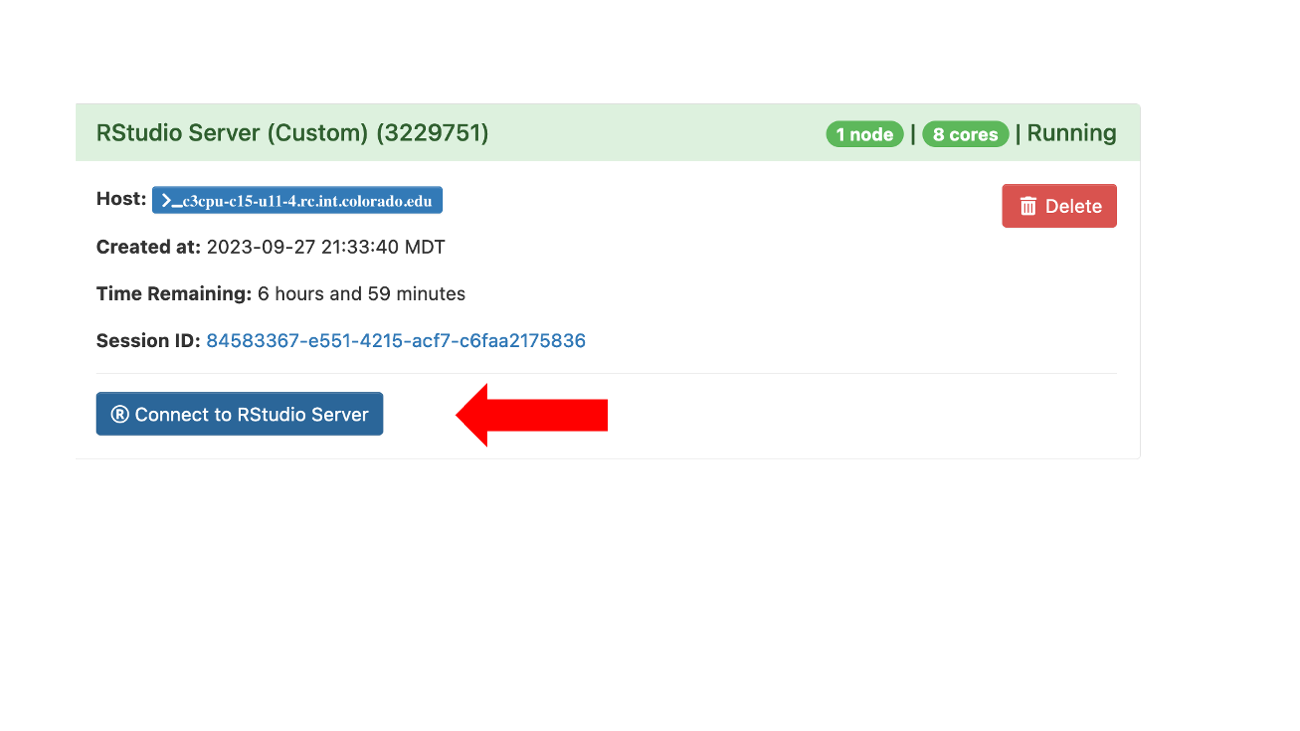 RStudio Server (Custom) (3229751)
1 node | 8 cores | Running
Host: >_c3cpu-c15-u11-4.rc.int.colorado.edu
Delete
Created at: 2023-09-27 21:33:40 MDT
Time Remaining: 6 hours and 59 minutes
Session ID: 84583367-e551-4215-acf7-c6faa2175836
® Connect to RStudio Server